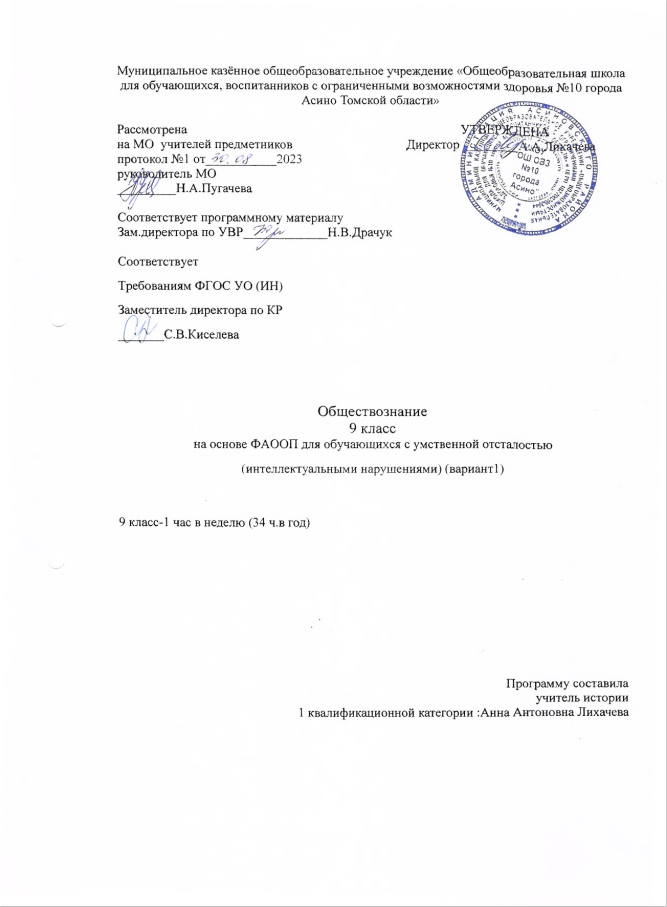 Муниципальное казённое общеобразовательное учреждение «Общеобразовательная школа
для обучающихся, воспитанников с ограниченными возможностями здоровья №10 города
Асино Томской области»
Рассмотрена УТВЕРЖДЕНА
на МО учителей предметников Директор А.А.Лихачева
протокол №1 от 30.08 2023
руководитель МО
Н.А.Пугачева
Соответствует программному материалу
Зам.директора по УВР Н.В.Драчук
Соответствует
Требованиям ФГОС УО (ИН)
Заместитель директора по КР
С.В.Киселева
ОШ ОВЗ
№10
города
Асино"
Обществознание
9 класс
на основе ФАООП для обучающихся с умственной отсталостью
(интеллектуальными нарушениями) (вариант1)
9 класс-1 час в неделю (34 ч.в год)
Программу составила
учитель истории
1 квалификационной категории :Анна Антоновна Лихачева